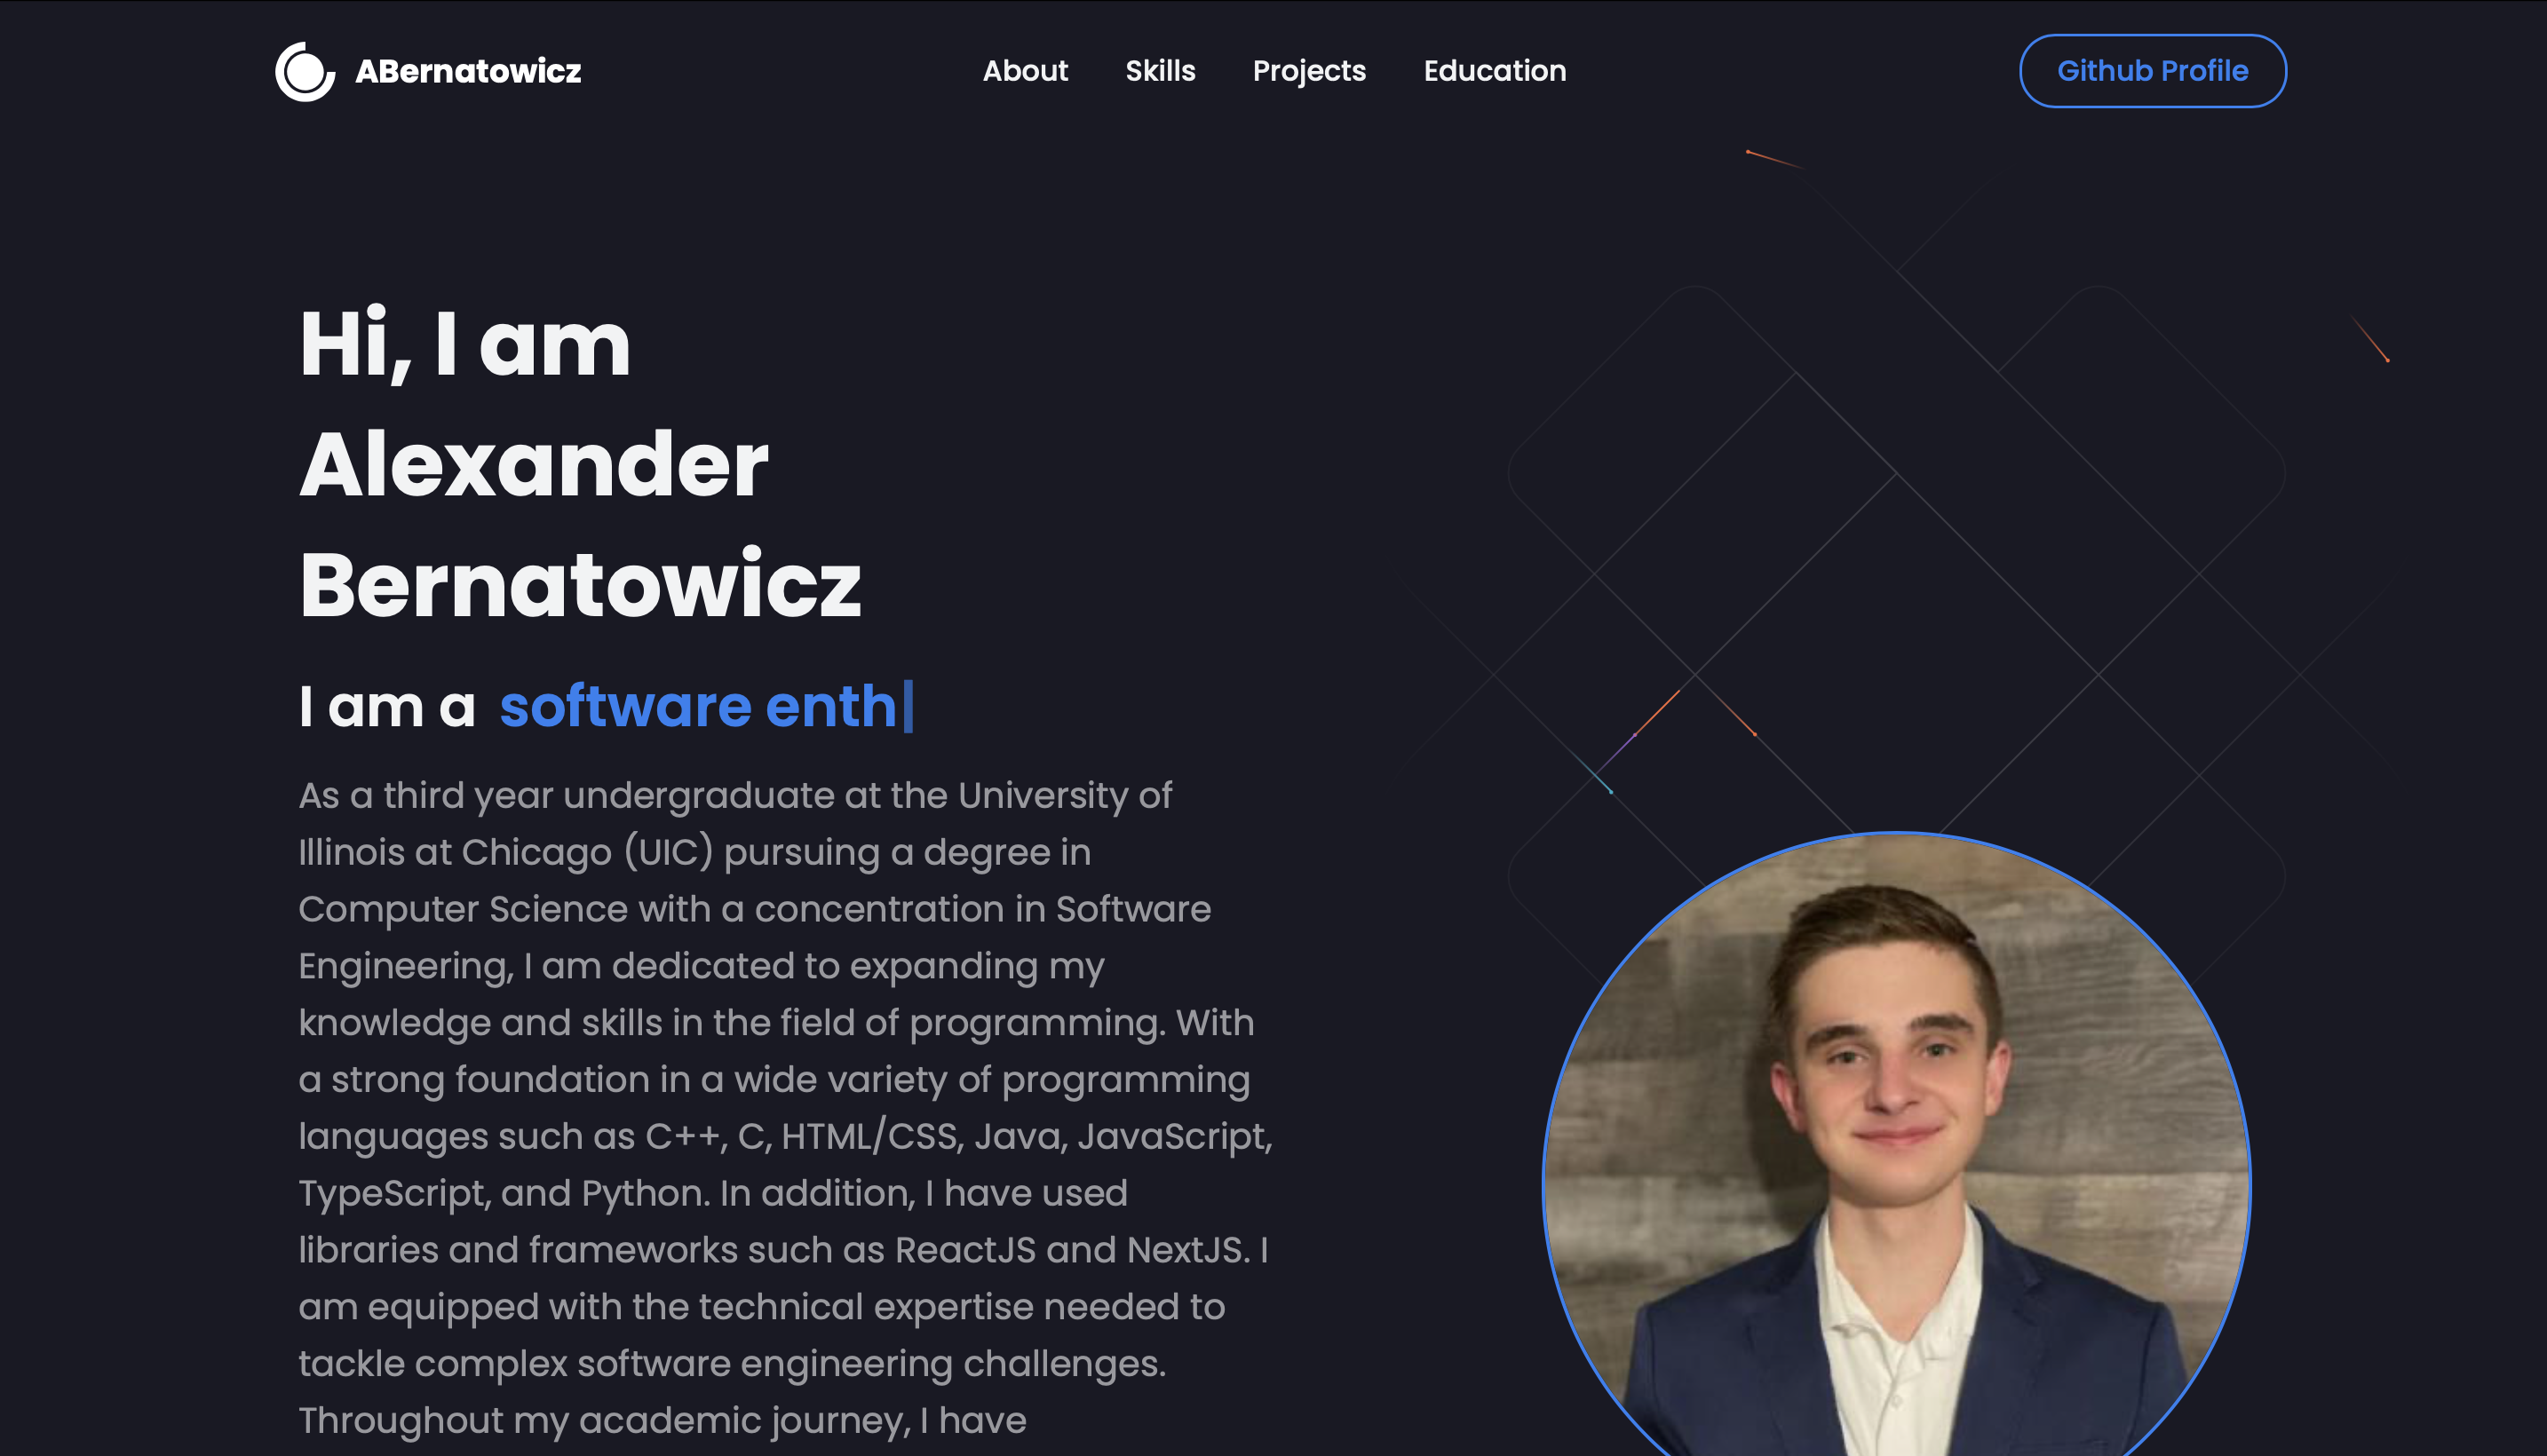 ABernatowicz
About
Skills
Projects
Education
Github Profile
Hi, I am
Alexander
Bernatowicz
I am a software enth
As a third year undergraduate at the University of
Illinois at Chicago (UIC) pursuing a degree in
Computer Science with a concentration in Software
Engineering, I am dedicated to expanding my
knowledge and skills in the field of programming. With
a strong foundation in a wide variety of programming
languages such as C++, C, HTML/CSS, Java, JavaScript,
TypeScript, and Python. In addition, I have used
libraries and frameworks such as ReactJS and NextJS. I
am equipped with the technical expertise needed to
tackle complex software engineering challenges.
Throughout my academic journey, I have